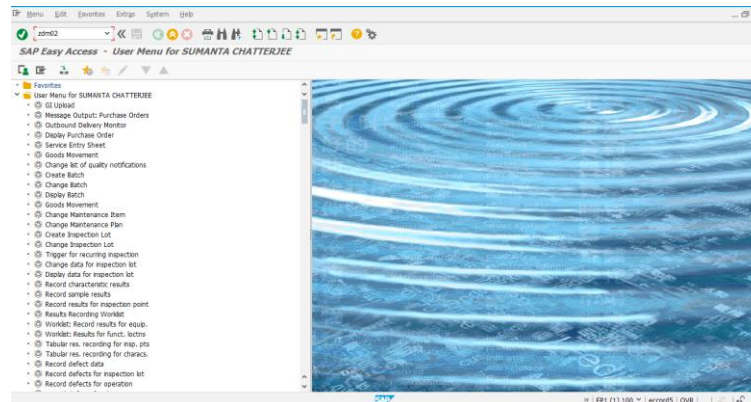 Menu Edit Favorites Extras System Help
zdm02
SAP Easy Access - User Menu for SUMANTA CHATTERJEE
Favorites
User Menu for SUMANTA CHATTERJEE
GI Upload
Message Output: Purchase Orders
Outbound Delivery Monitor
Display Purchase Order
Service Entry Sheet
Goods Movement
Change list of quality notifications
Create Batch
Change Batch
Display Batch
Goods Movement
Change Maintenance Item
Change Maintenance Plan
Create Inspection Lot
Change Inspection Lot
Trigger for recurring inspection
Change data for inspection lot
Display data for inspection lot
Record characteristic results
Record sample results
Record results for inspection point
Results Recording Worklist
Worklist: Record results for equip.
Worklist: Results for funct. loctns
Tabular res. recording for insp. pts
Tabular res. recording for characs.
Record defect data
Record defects for inspection lot
Record defects for operation
SAP
EP1 (1) 100 eccprd5 OVR